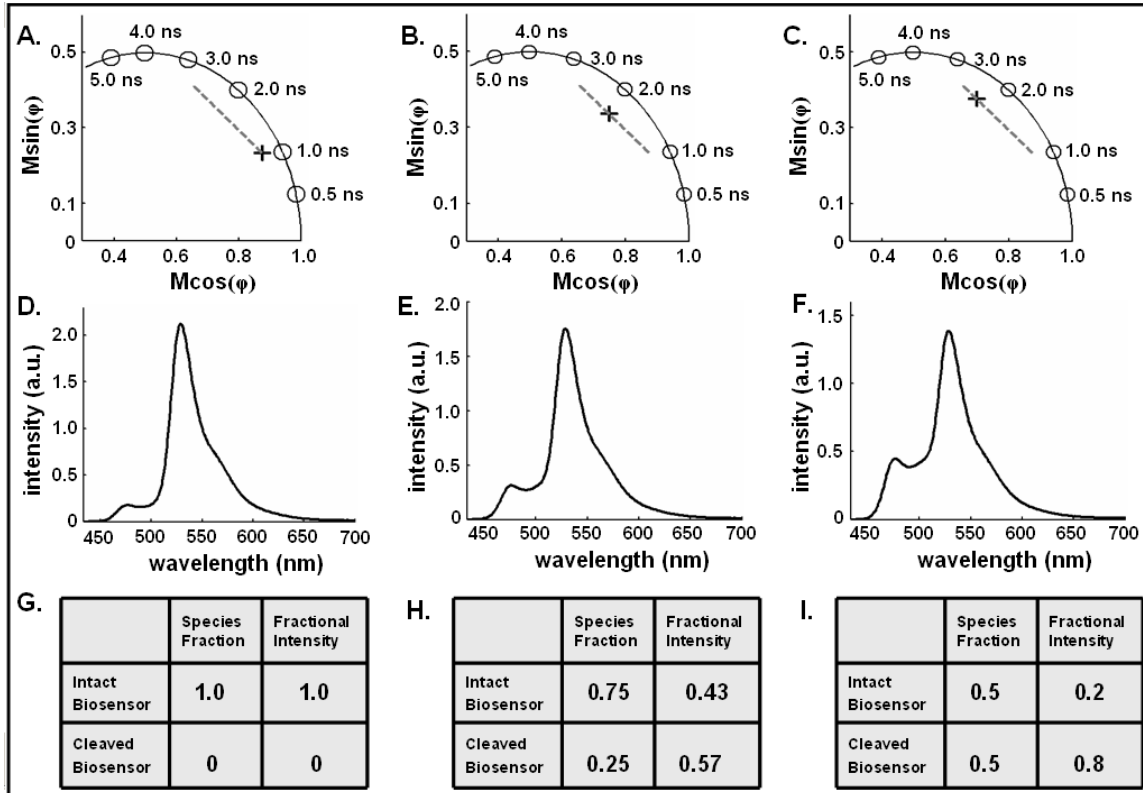 A.
B.
C.
4.0 ns
3.0 ns
5.0 ns
2.0 ns
1.0 ns
0.5 ns
0.5
0.3
0.1
0
0.4
0.6
0.8
1.0
Msin(φ)
Mcos(φ)
4.0 ns
3.0 ns
5.0 ns
2.0 ns
1.0 ns
0.5 ns
0.5
0.3
0.1
0
0.4
0.6
0.8
1.0
Msin(φ)
Mcos(φ)
4.0 ns
3.0 ns
5.0 ns
2.0 ns
1.0 ns
0.5 ns
0.5
0.3
0.1
0
0.4
0.6
0.8
1.0
Msin(φ)
Mcos(φ)
D.
2.0
1.5
1.0
0.5
0
450 500 550 600 650 700
intensity (a.u.)
wavelength (nm)
E.
2.0
1.5
1.0
0.5
0
450 500 550 600 650 700
intensity (a.u.)
wavelength (nm)
F.
1.5
1.0
0.5
0
450 500 550 600 650 700
intensity (a.u.)
wavelength (nm)
G.
Species Fractional
Fraction Intensity
Intact
Biosensor 1.0 1.0
Cleaved
Biosensor 0 0
H.
Species Fractional
Fraction Intensity
Intact
Biosensor 0.75 0.43
Cleaved
Biosensor 0.25 0.57
I.
Species Fractional
Fraction Intensity
Intact
Biosensor 0.5 0.2
Cleaved
Biosensor 0.5 0.8